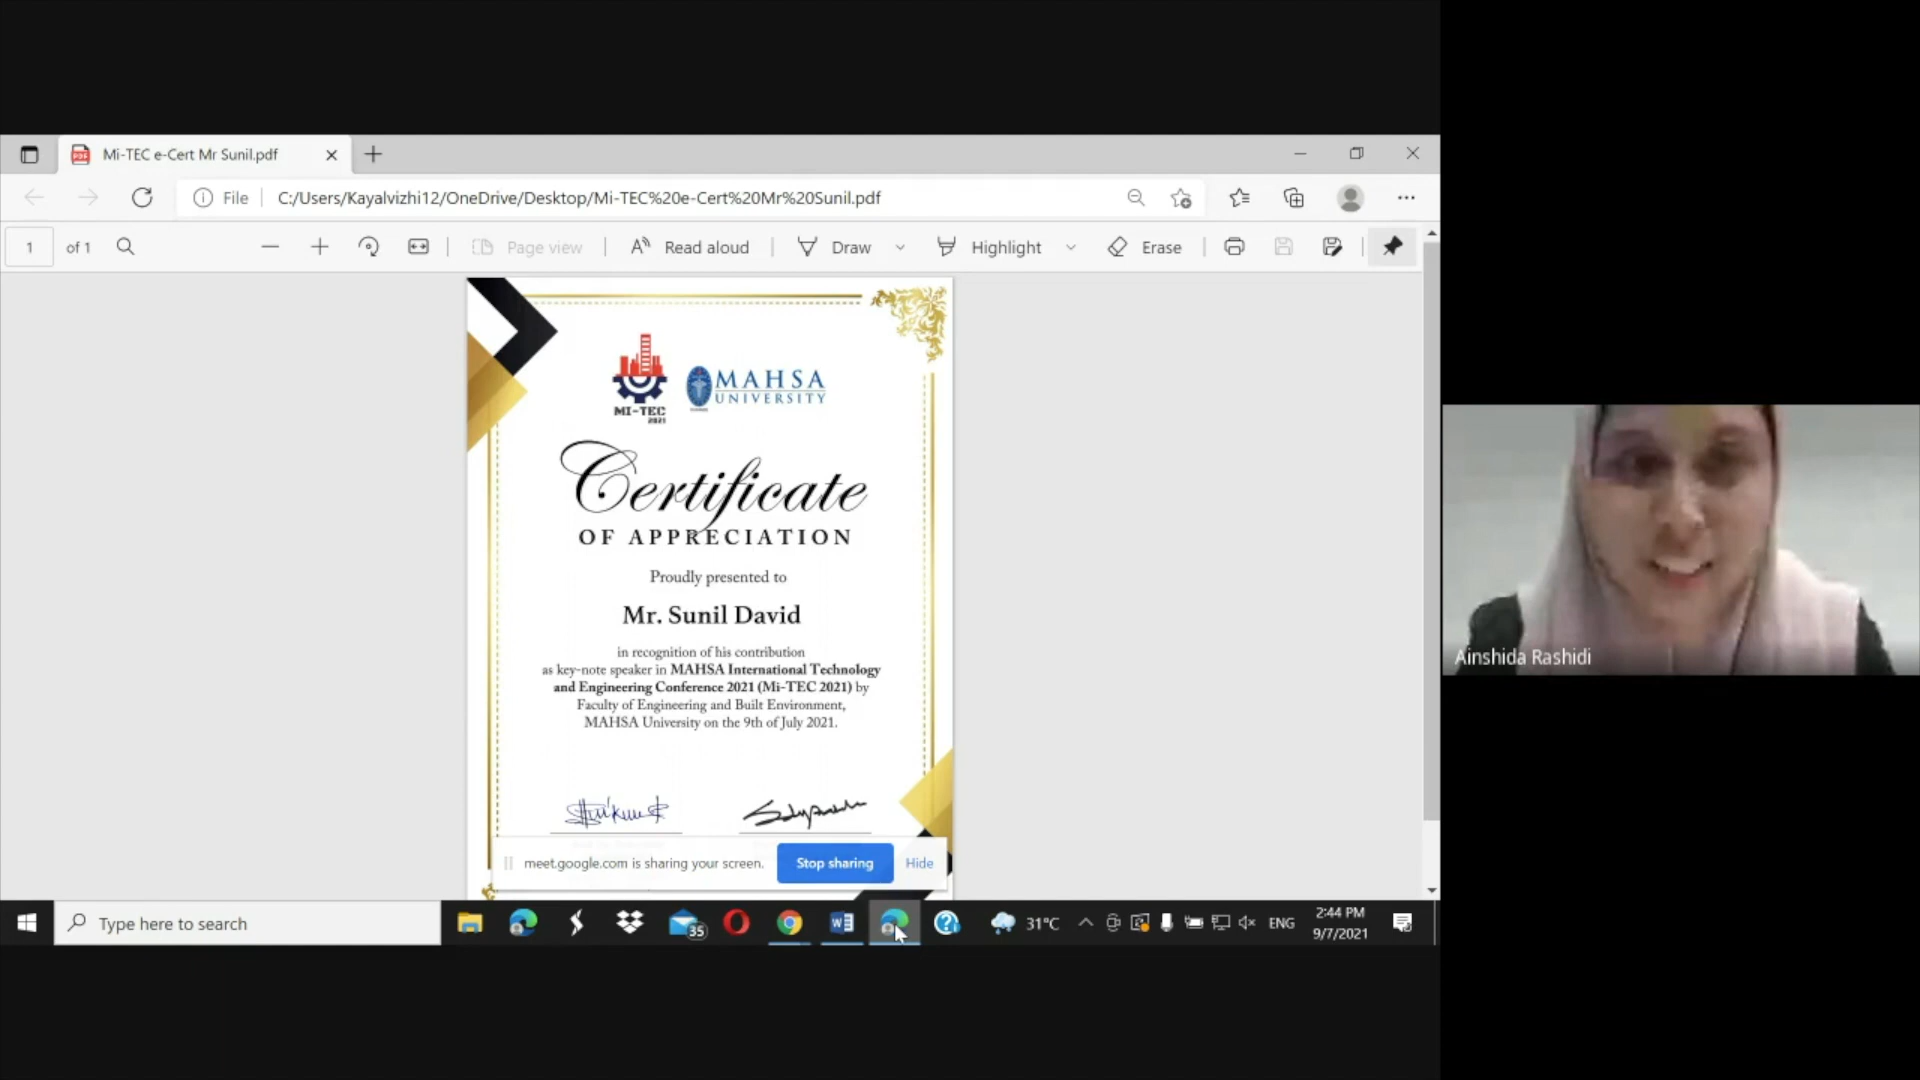 Mi-TEC e-Cert Mr Sunil.pdf
File
C:/Users/Kayalvizhi12/OneDrive/Desktop/Mi-TEC%20e-Cert%20Mr%20Sunil.pdf
1 of 1
Page view
Read aloud
Draw
Highlight
Erase
MI-TEC
2021
MAHSA
UNIVERSITY
Certificate
OF APPRECIATION
Proudly presented to
Mr. Sunil David
in recognition of his contribution
as key-note speaker in MAHSA International Technology
and Engineering Conference 2021 (Mi-TEC 2021) by
Faculty of Engineering and Built Environment,
MAHSA University on the 9th of July 2021.
meet.google.com is sharing your screen.
Stop sharing
Hide
Type here to search
35
31°C
ENG
2:44 PM
9/7/2021
Ainshida Rashidi